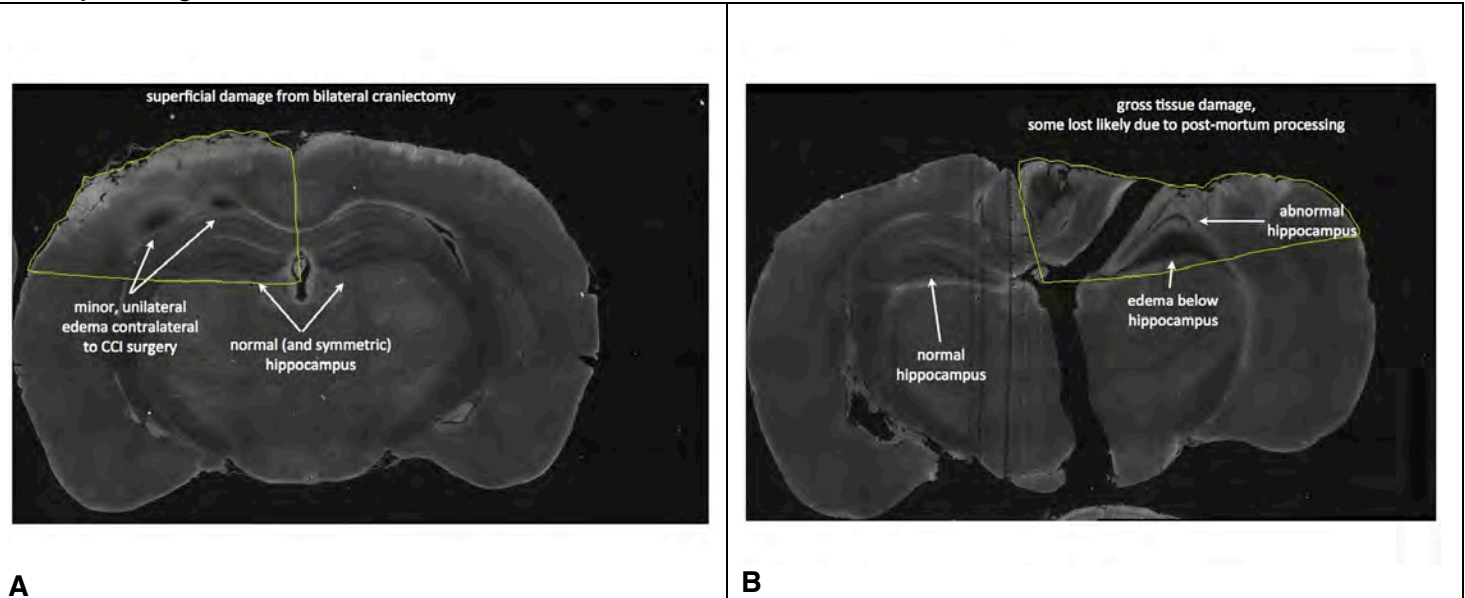 superficial damage from bilateral craniectomy
minor, unilateral
edema contralateral
to CCI surgery
normal (and symmetric)
hippocampus
A
gross tissue damage,
some lost likely due to post-mortum processing
abnormal
hippocampus
edema below
hippocampus
normal
hippocampus
B